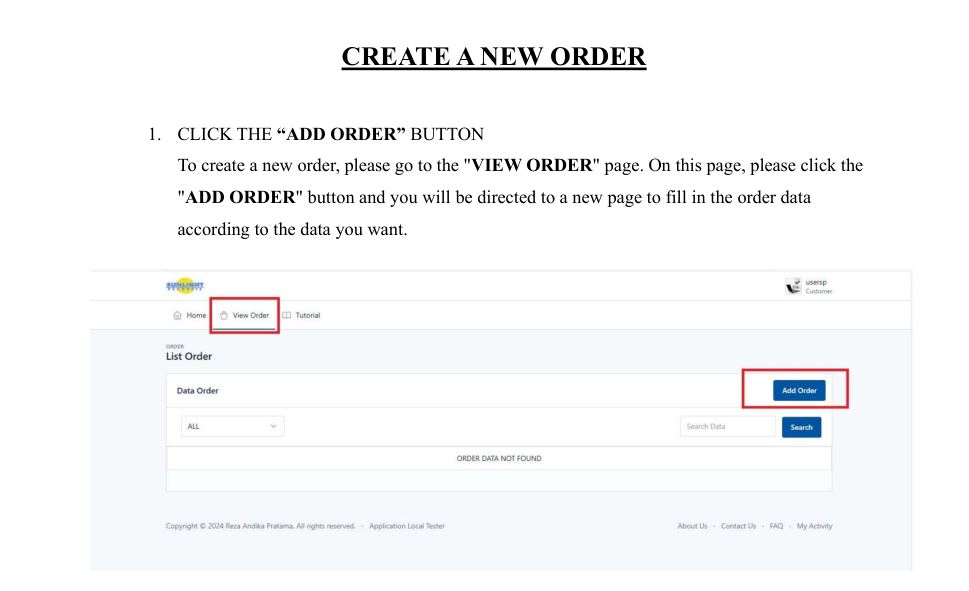 CREATE A NEW ORDER
1. CLICK THE “ADD ORDER” BUTTON
To create a new order, please go to the "VIEW ORDER" page. On this page, please click the
"ADD ORDER" button and you will be directed to a new page to fill in the order data
according to the data you want.
SUNLIGHT
usersp
Customer
Home View Order Tutorial
ORDER
List Order
Data Order Add Order
ALL Search Data Search
ORDER DATA NOT FOUND
Copyright © 2024 Reza Andika Pratama. All rights reserved. - Application Local Tester About Us - Contact Us - FAQ - My Activity